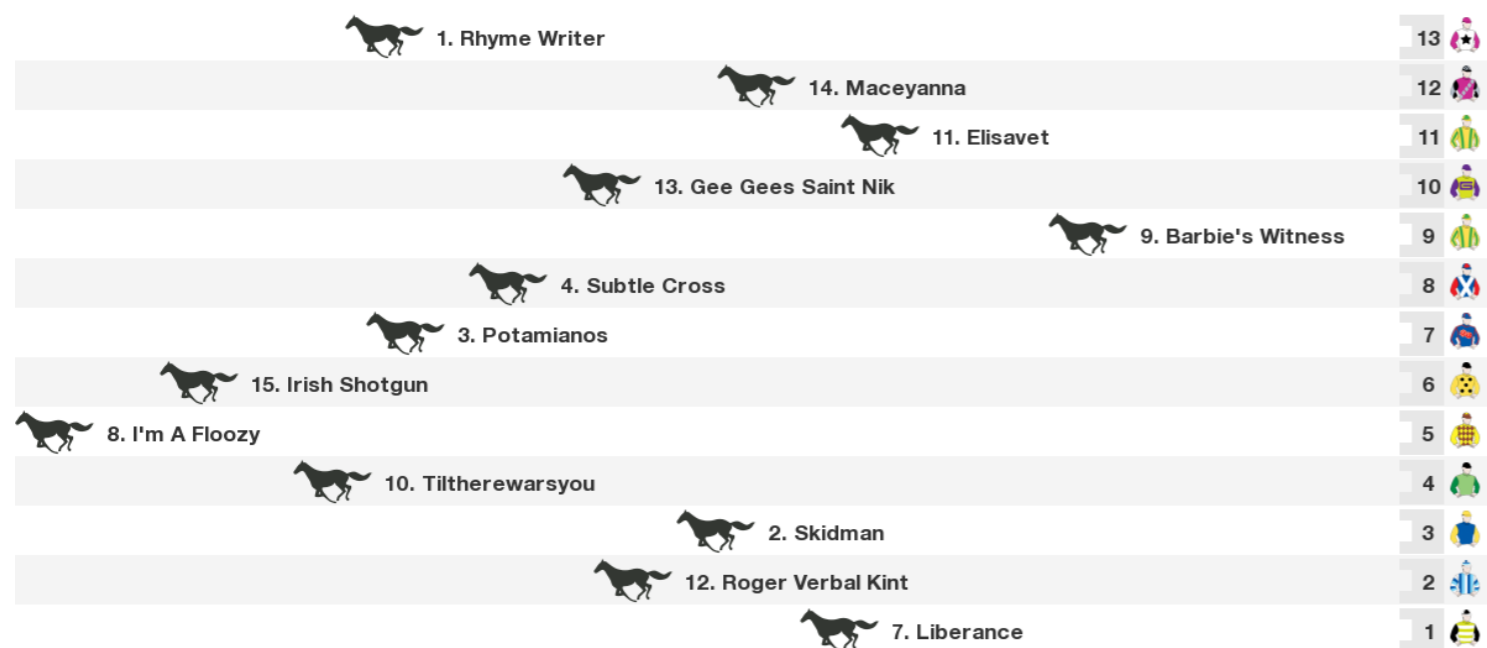 1. Rhyme Writer 13
14. Maceyanna 12
11. Elisavet 11
13. Gee Gees Saint Nik 10
9. Barbie's Witness 9
4. Subtle Cross 8
3. Potamianos 7
15. Irish Shotgun 6
8. I'm A Floozy 5
10. Tiltherewarsyou 4
2. Skidman 3
12. Roger Verbal Kint 2
7. Liberance 1